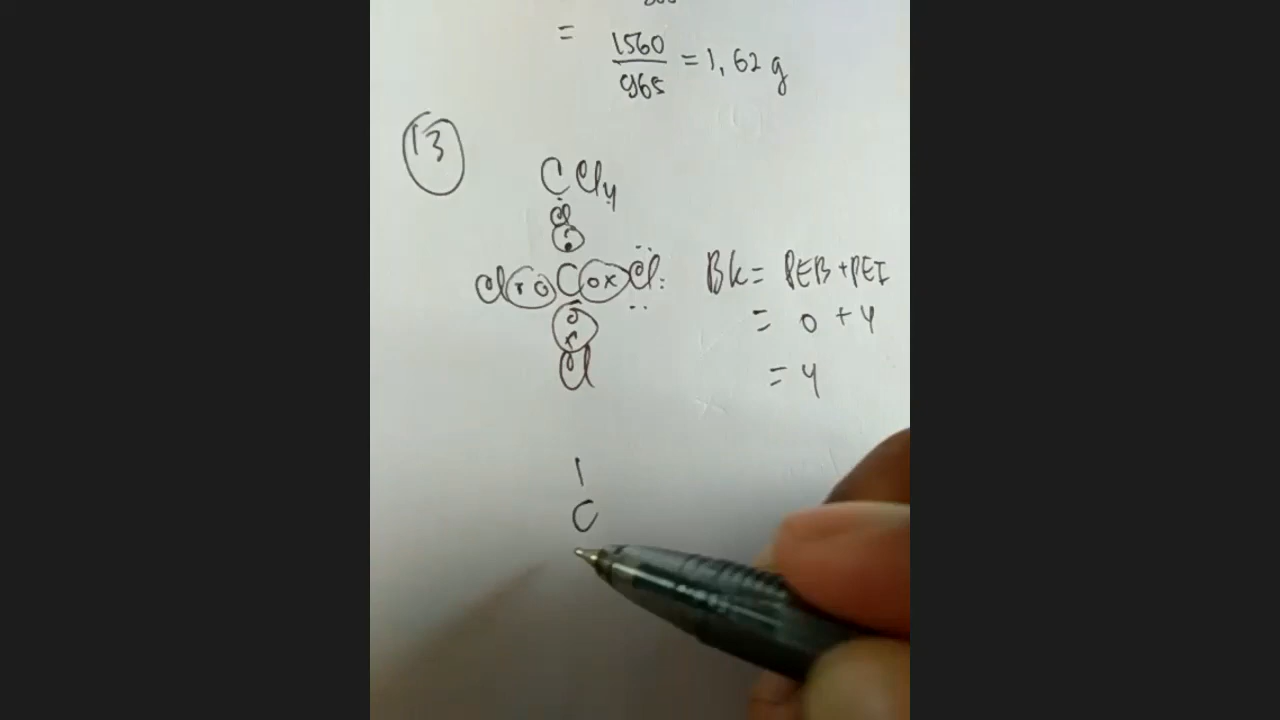 =
1560
965
= 1,62 g
13
CCl4
Cl
Cl x o C o x Cl
Bk = PEB + PEI
= 0 + 4
= 4
o
x
Cl
C